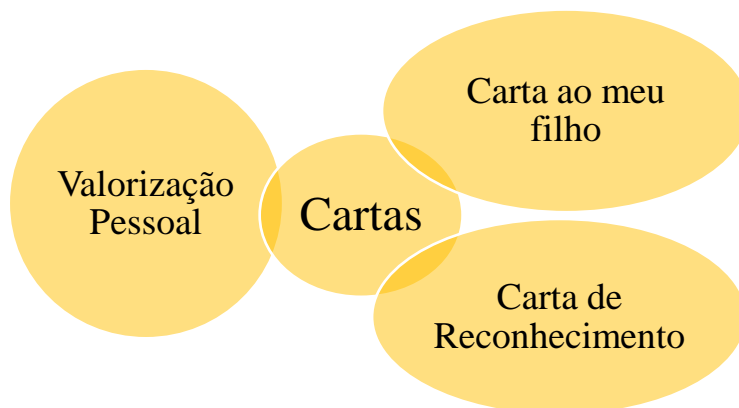 Valorização
Pessoal
Cartas
Carta ao meu
filho
Carta de
Reconhecimento